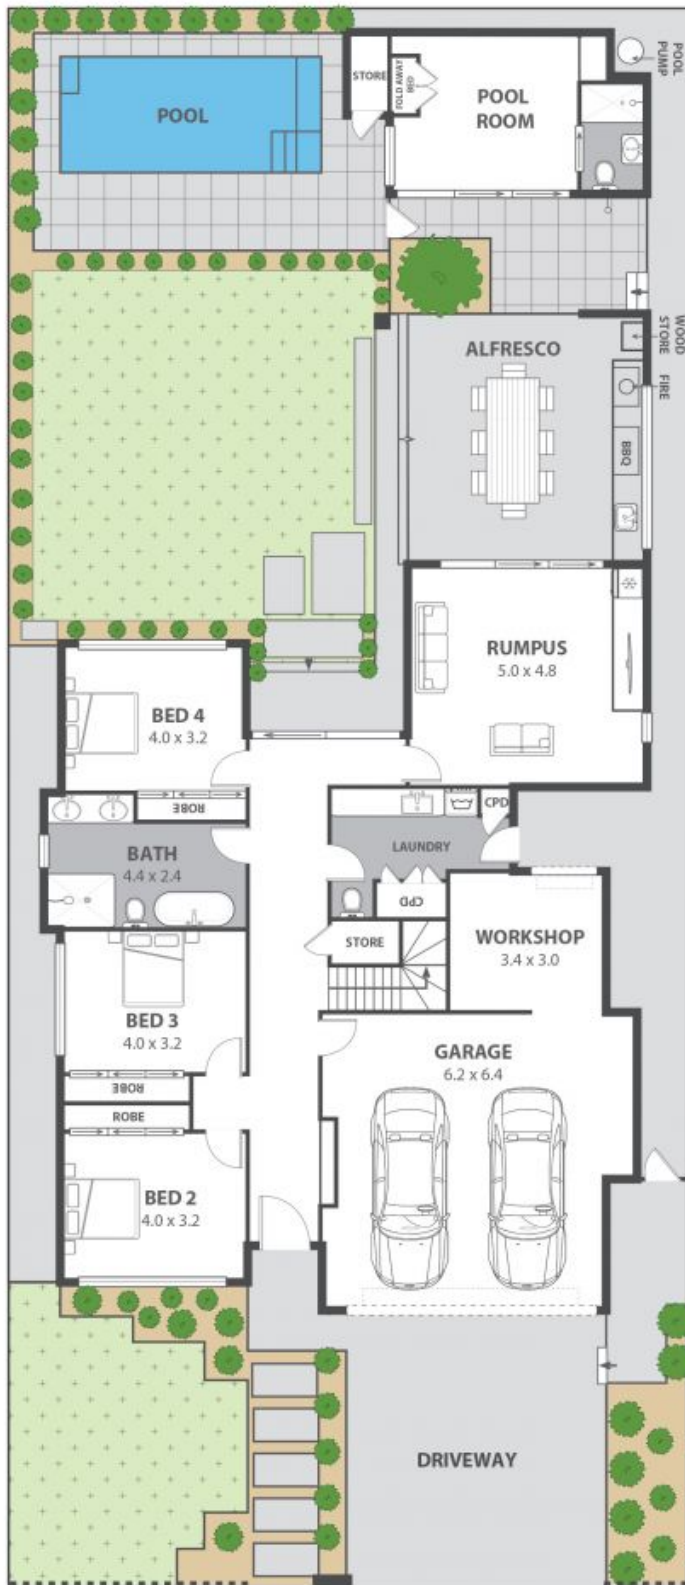 POOL
STORE
FOLD AWAY
BED
POOL
ROOM
POOL
PUMP
ALFRESCO
WOOD
STORE
FIRE
BBQ
RUMPUS
5.0 x 4.8
BED 4
4.0 x 3.2
ROBE
BATH
4.4 x 2.4
CPD
LAUNDRY
CPD
STORE
WORKSHOP
3.4 x 3.0
BED 3
4.0 x 3.2
ROBE
GARAGE
6.2 x 6.4
ROBE
BED 2
4.0 x 3.2
DRIVEWAY